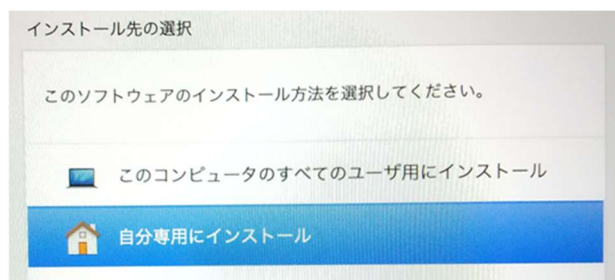 インストール先の選択
このソフトウェアのインストール方法を選択してください。
このコンピュータのすべてのユーザ用にインストール
自分専用にインストール